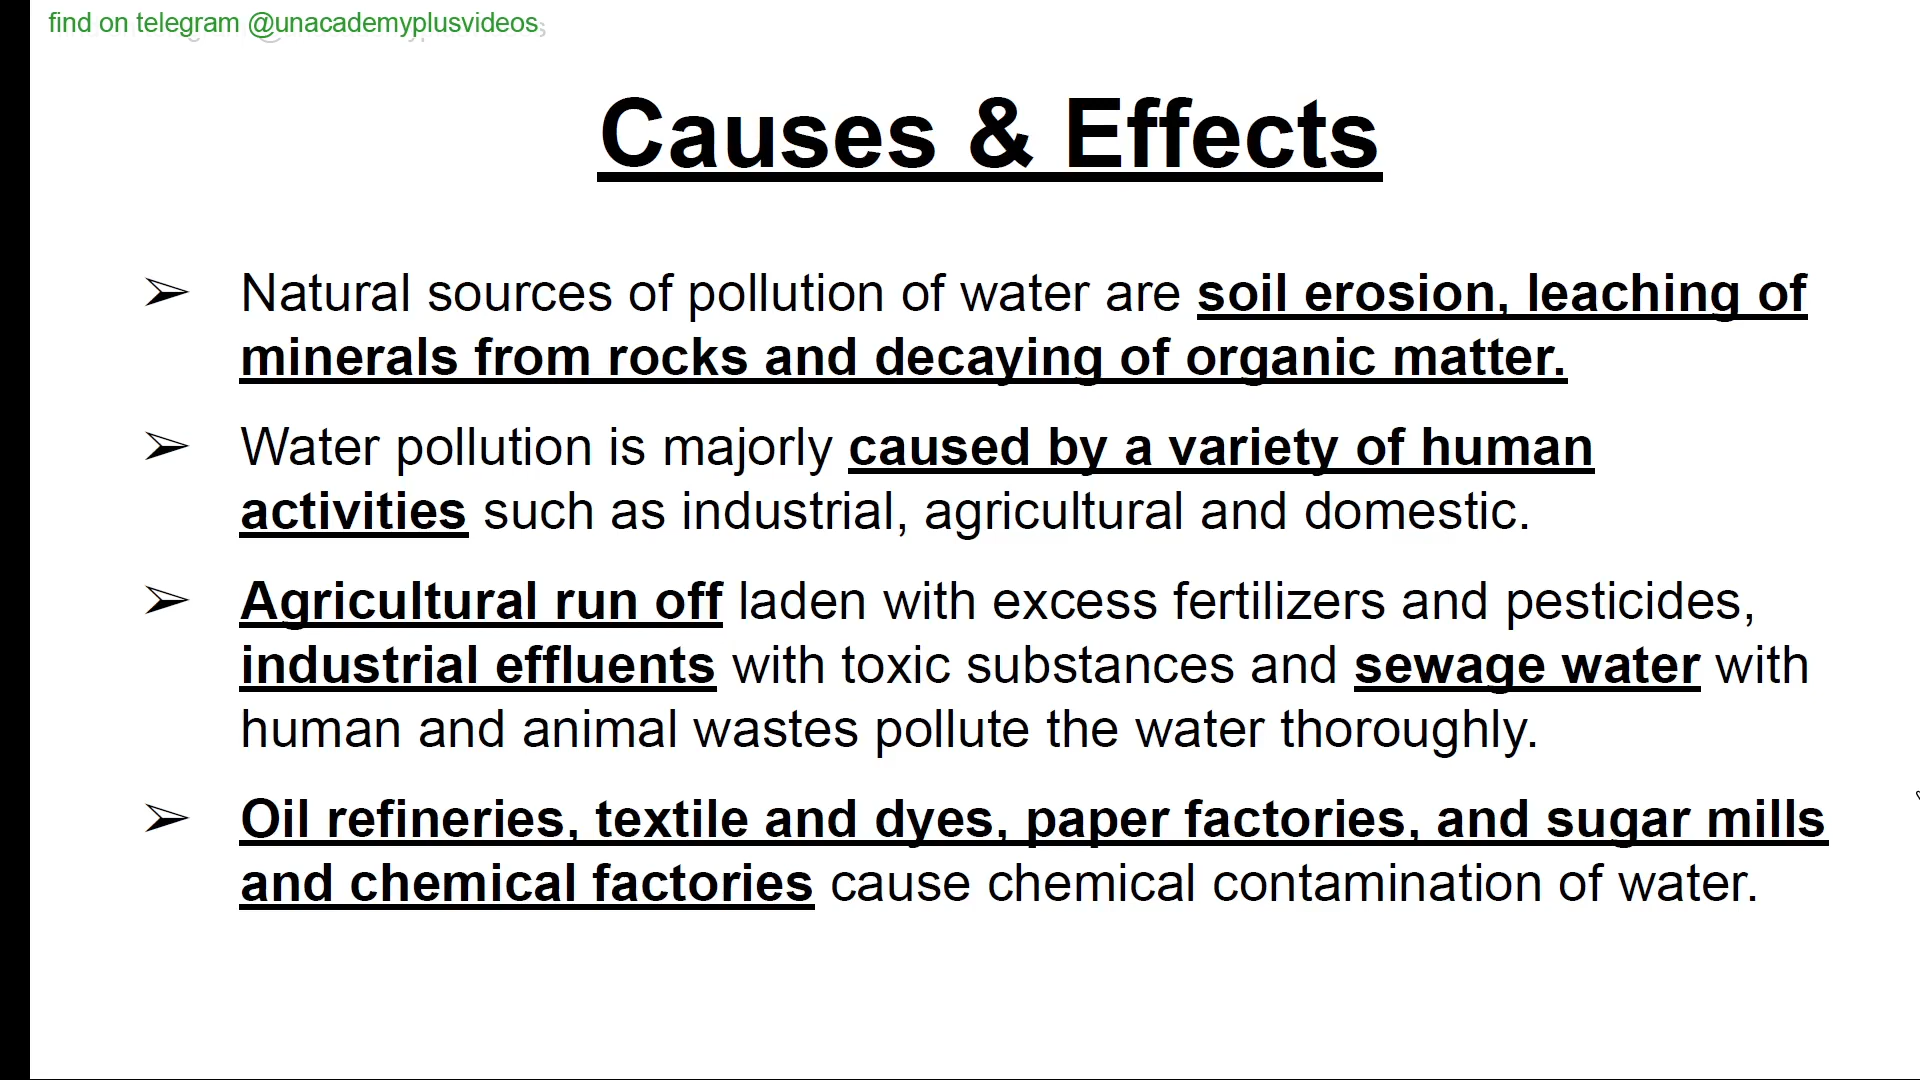 find on telegram @unacademyplusvideos
Causes & Effects
➢ Natural sources of pollution of water are soil erosion, leaching of
minerals from rocks and decaying of organic matter.
➢ Water pollution is majorly caused by a variety of human
activities such as industrial, agricultural and domestic.
➢ Agricultural run off laden with excess fertilizers and pesticides,
industrial effluents with toxic substances and sewage water with
human and animal wastes pollute the water thoroughly.
➢ Oil refineries, textile and dyes, paper factories, and sugar mills
and chemical factories cause chemical contamination of water.